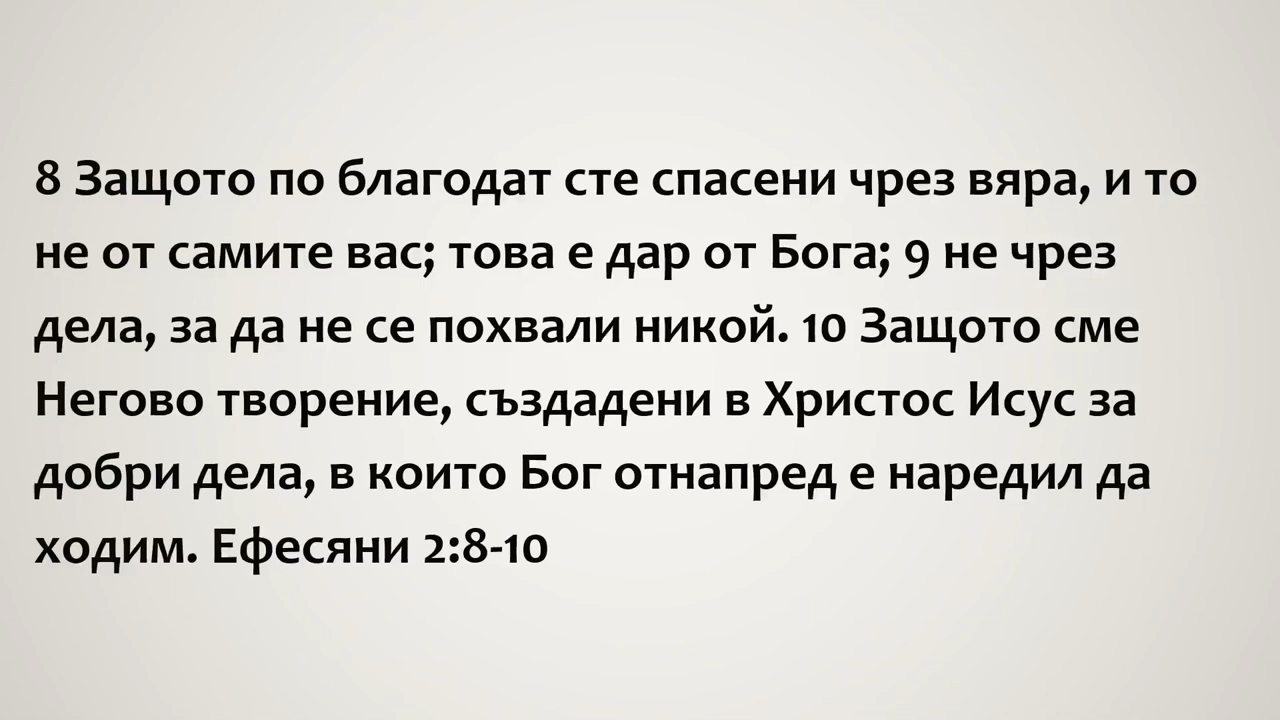 8 Защото по благодат сте спасени чрез вяра, и то
не от самите вас; това е дар от Бога; 9 не чрез
дела, за да не се похвали никой. 10 Защото сме
Негово творение, създадени в Христос Исус за
добри дела, в които Бог отнапред е наредил да
ходим. Ефесяни 2:8-10